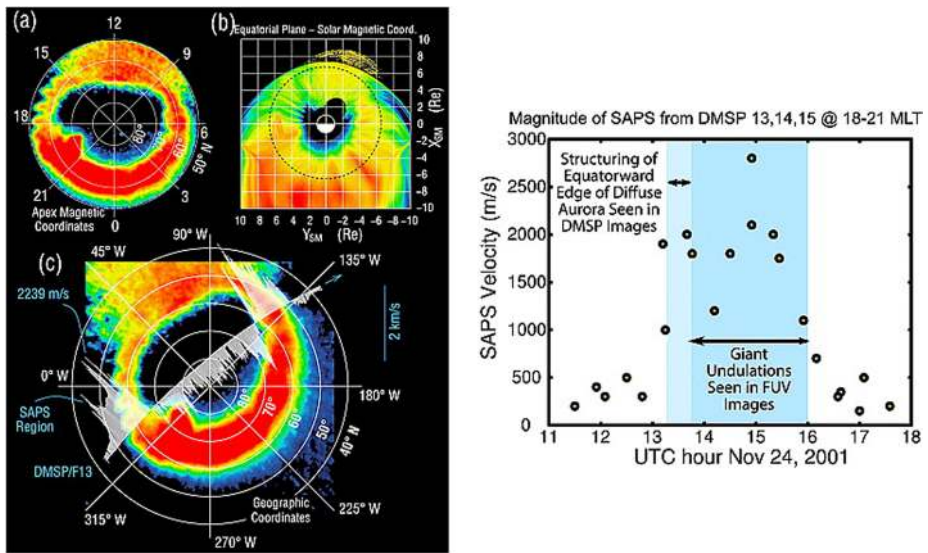 (a)
12
15
9
18
6
80°
70°
60°
50° N
21
3
0
Apex Magnetic
Coordinates
(b)
Equatorial Plane – Solar Magnetic Coord.
10
8
6
4
2
0
-2
-4
-6
-8
-10
X_SM (Re)
10 8 6 4 2 0 -2 -4 -6 -8 -10
Y_SM (Re)
(c)
45° W
90° W
135° W
2239 m/s
2 km/s
0° W
180° W
80°
70°
60°
50°
40° N
SAPS
Region
DMSP/F13
315° W
Geographic
Coordinates
225° W
270° W
Magnitude of SAPS from DMSP 13,14,15 @ 18-21 MLT
3000
2500
2000
1500
1000
500
0
SAPS Velocity (m/s)
Structuring of
Equatorward
Edge of Diffuse
Aurora Seen in
DMSP Images
Giant
Undulations
Seen in FUV
Images
11 12 13 14 15 16 17 18
UTC hour Nov 24, 2001